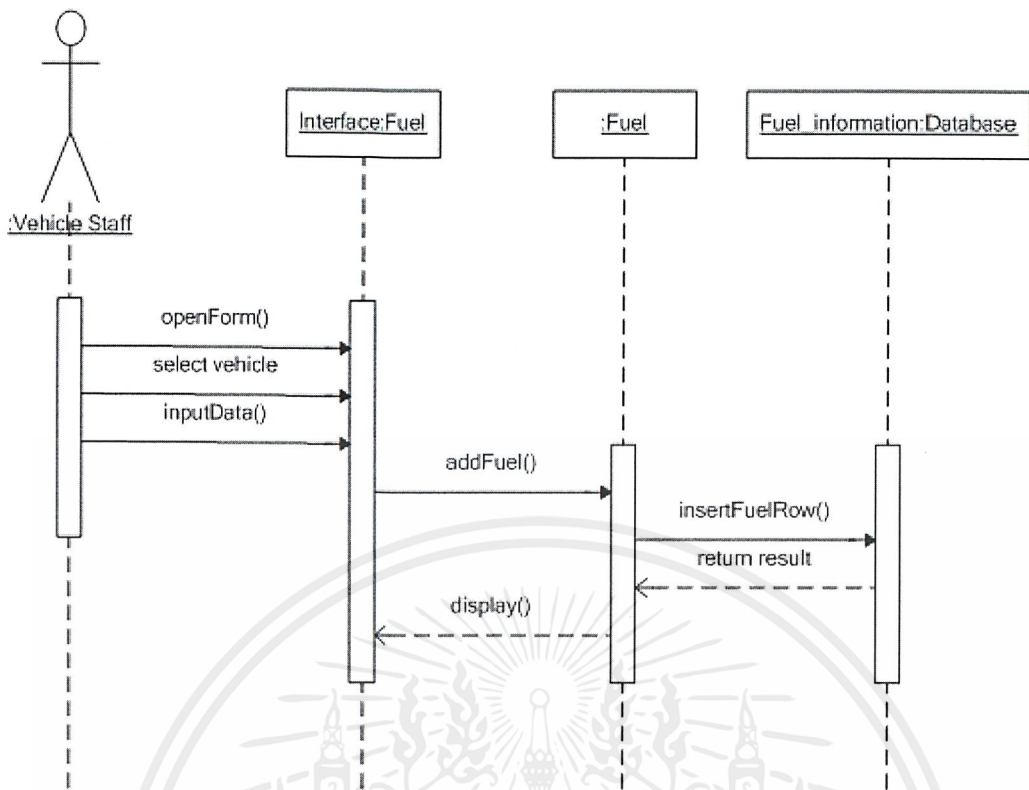 Interface:Fuel
:Fuel
Fuel_information:Database
:Vehicle Staff
openForm()
select vehicle
inputData()
addFuel()
insertFuelRow()
return result
display()